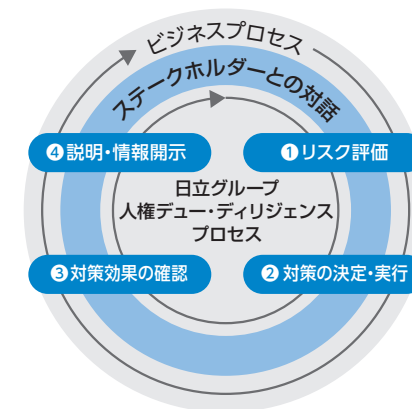 ビジネスプロセス
ステークホルダーとの対話
❹説明・情報開示
❶リスク評価
日立グループ
人権デュー・ディリジェンス
プロセス
❸対策効果の確認
❷対策の決定・実行